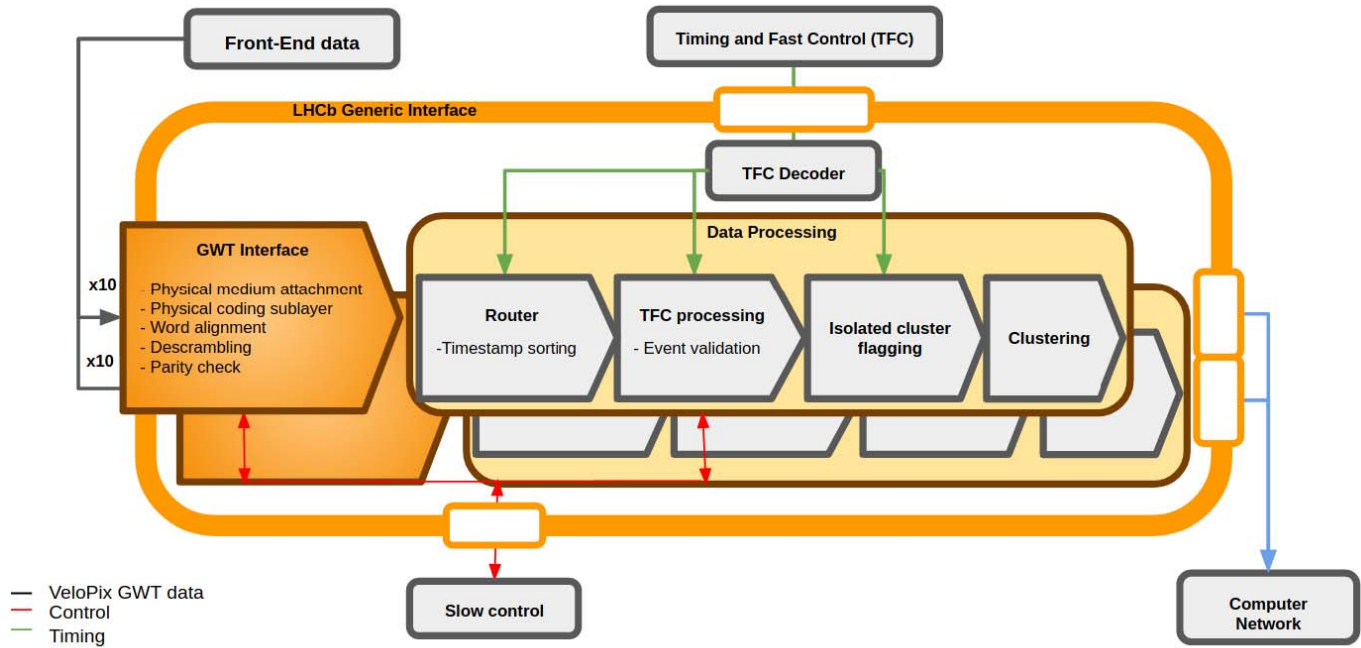 Front-End data
Timing and Fast Control (TFC)
LHCb Generic Interface
TFC Decoder
Data Processing
GWT Interface
- Physical medium attachment
- Physical coding sublayer
- Word alignment
- Descrambling
- Parity check
x10
x10
Router
-Timestamp sorting
TFC processing
- Event validation
Isolated cluster
flagging
Clustering
Slow control
Computer
Network
VeloPix GWT data
Control
Timing